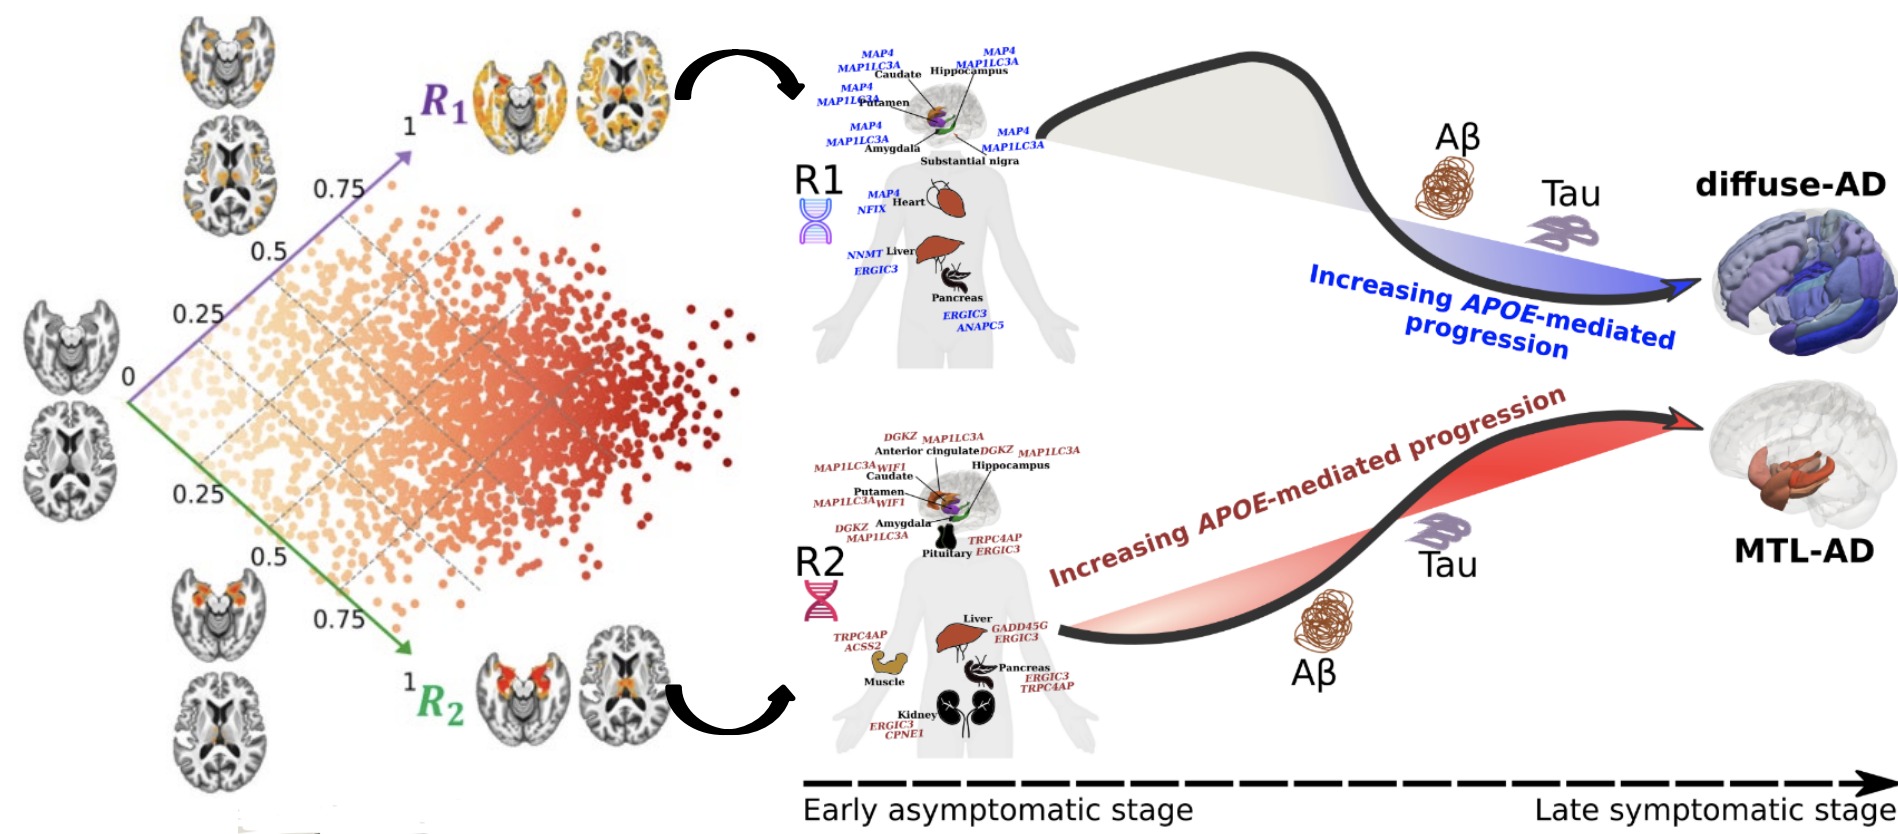 R1
1
0.75
0.5
0.25
0
0.25
0.5
0.75
1
R2
MAP4
MAP1LC3A
Caudate
MAP4
MAP1LC3A
Hippocampus
MAP4
MAP1LC3A
Putamen
MAP4
MAP1LC3A
Amygdala
MAP4
MAP1LC3A
Substantial nigra
R1
MAP4
NFIX
Heart
NNMT
Liver
ERGIC3
Pancreas
ERGIC3
ANAPC5
Aβ
Tau
diffuse-AD
Increasing APOE-mediated
progression
DGKZ MAP1LC3A
Anterior cingulate
DGKZ MAP1LC3A
Hippocampus
MAP1LC3A WIF1
Caudate
Putamen
MAP1LC3A WIF1
DGKZ
MAP1LC3A
Amygdala
Pituitary
TRPC4AP
ERGIC3
R2
Liver
GADD45G
ERGIC3
TRPC4AP
ACSS2
Muscle
Pancreas
ERGIC3
TRPC4AP
Kidney
ERGIC3
CPNE1
Increasing APOE-mediated progression
Tau
Aβ
MTL-AD
Early asymptomatic stage
Late symptomatic stage